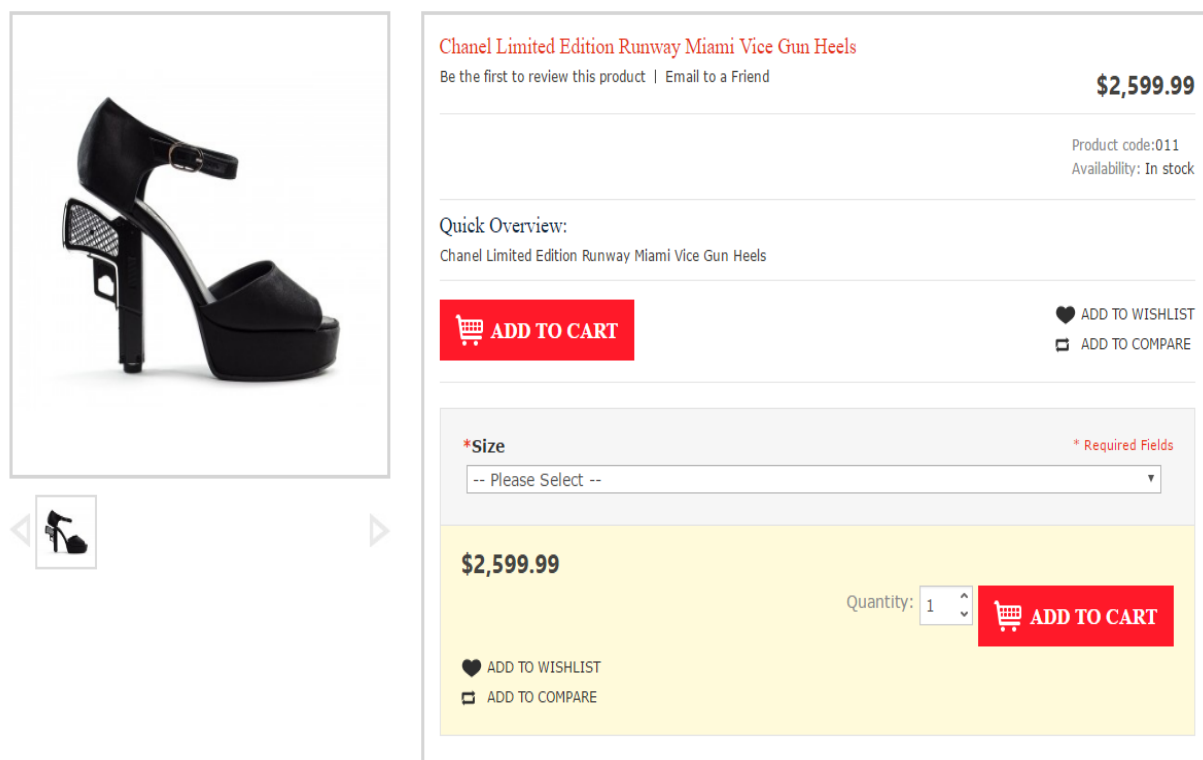 Chanel Limited Edition Runway Miami Vice Gun Heels
Be the first to review this product | Email to a Friend
$2,599.99
Product code:011
Availability: In stock
Quick Overview:
Chanel Limited Edition Runway Miami Vice Gun Heels
ADD TO CART
ADD TO WISHLIST
ADD TO COMPARE
*Size
* Required Fields
-- Please Select --
$2,599.99
Quantity: 1
ADD TO CART
ADD TO WISHLIST
ADD TO COMPARE